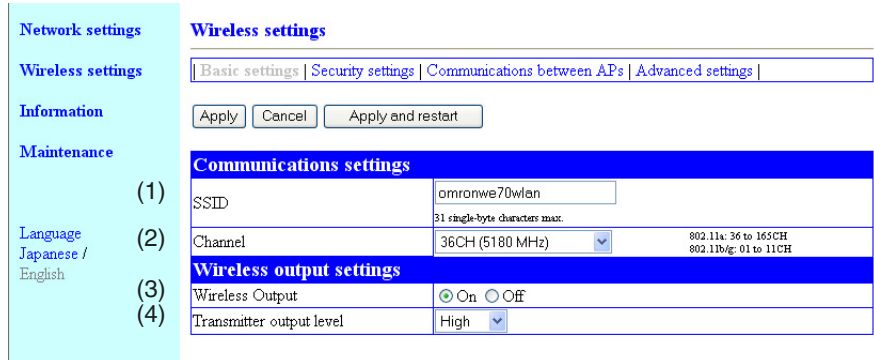 Network settings
Wireless settings
Information
Maintenance
Language
Japanese /
English
Wireless settings
| Basic settings | Security settings | Communications between APs | Advanced settings |
Apply Cancel Apply and restart
Communications settings
(1) SSID omronwe70wlan
31 single-byte characters max.
(2) Channel 36CH (5180 MHz) 802.11a: 36 to 165CH
802.11b/g: 01 to 11CH
Wireless output settings
(3) Wireless Output On Off
(4) Transmitter output level High